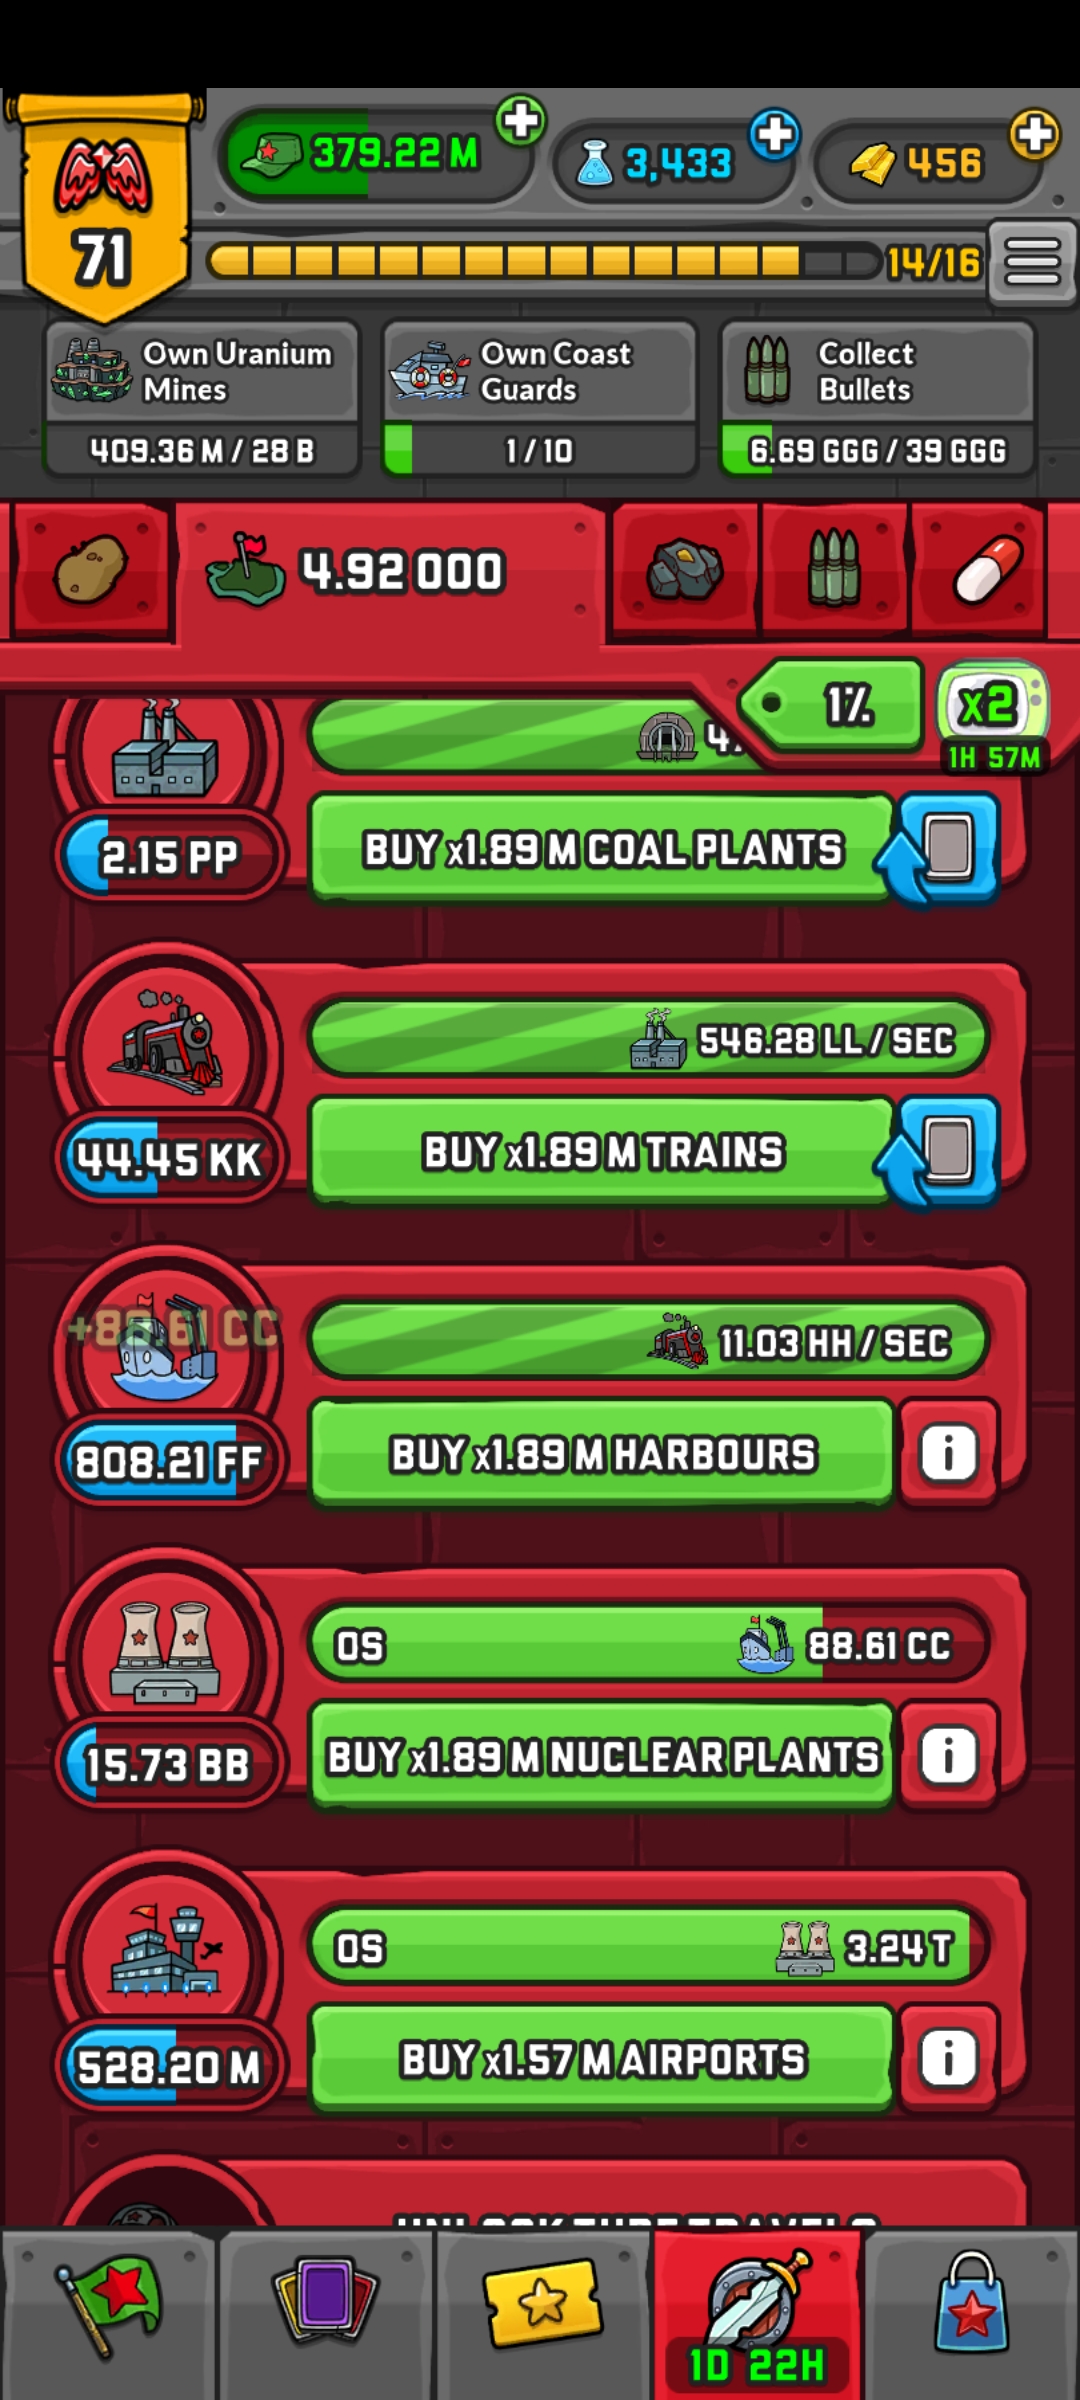 379.22 M
3,433
456
71
14/16
Own Uranium
Mines
409.36 M / 28 B
Own Coast
Guards
1 / 10
Collect
Bullets
6.69 GGG / 39 GGG
4.92 OOO
1%
x2
1H 57M
2.15 PP
BUY x1.89 M COAL PLANTS
546.28 LL / SEC
44.45 KK
BUY x1.89 M TRAINS
+88.61 CC
11.03 HH / SEC
808.21 FF
BUY x1.89 M HARBOURS
0S
88.61 CC
15.73 BB
BUY x1.89 M NUCLEAR PLANTS
0S
3.24 T
528.20 M
BUY x1.57 M AIRPORTS
1D 22H